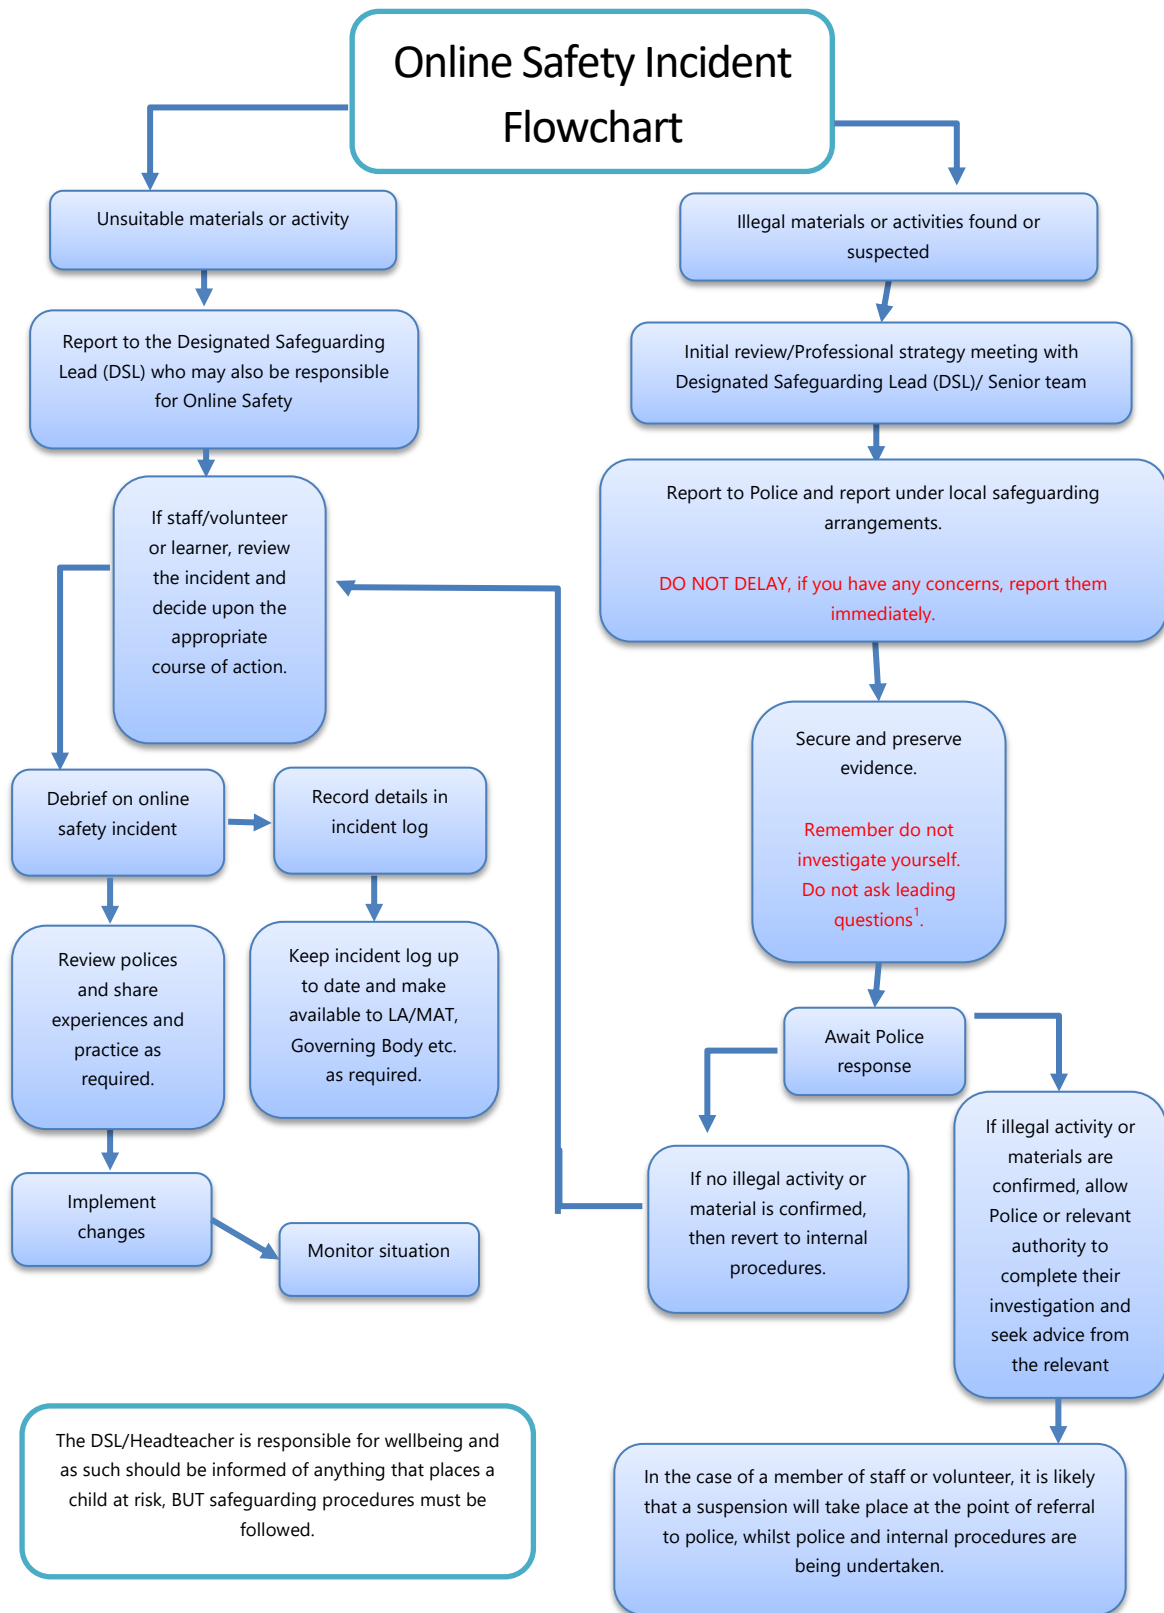 Online Safety Incident
Flowchart
Unsuitable materials or activity
Report to the Designated Safeguarding
Lead (DSL) who may also be responsible
for Online Safety
If staff/volunteer
or learner, review
the incident and
decide upon the
appropriate
course of action.
Debrief on online
safety incident
Record details in
incident log
Review polices
and share
experiences and
practice as
required.
Keep incident log up
to date and make
available to LA/MAT,
Governing Body etc.
as required.
Implement
changes
Monitor situation
Illegal materials or activities found or
suspected
Initial review/Professional strategy meeting with
Designated Safeguarding Lead (DSL)/ Senior team
Report to Police and report under local safeguarding
arrangements.
DO NOT DELAY, if you have any concerns, report them
immediately.
Secure and preserve
evidence.
Remember do not
investigate yourself.
Do not ask leading
questions¹.
Await Police
response
If no illegal activity or
material is confirmed,
then revert to internal
procedures.
If illegal activity or
materials are
confirmed, allow
Police or relevant
authority to
complete their
investigation and
seek advice from
the relevant
In the case of a member of staff or volunteer, it is likely
that a suspension will take place at the point of referral
to police, whilst police and internal procedures are
being undertaken.
The DSL/Headteacher is responsible for wellbeing and
as such should be informed of anything that places a
child at risk, BUT safeguarding procedures must be
followed.